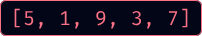 [5, 1, 9, 3, 7]